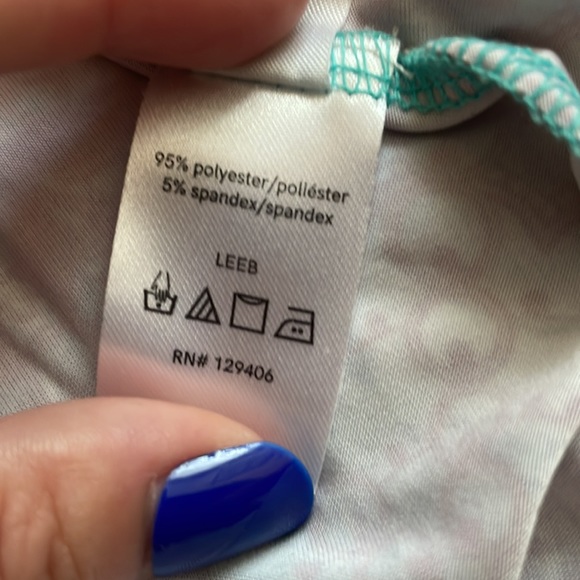 95% polyester/poliéster
5% spandex/spandex
LEEB
RN# 129406